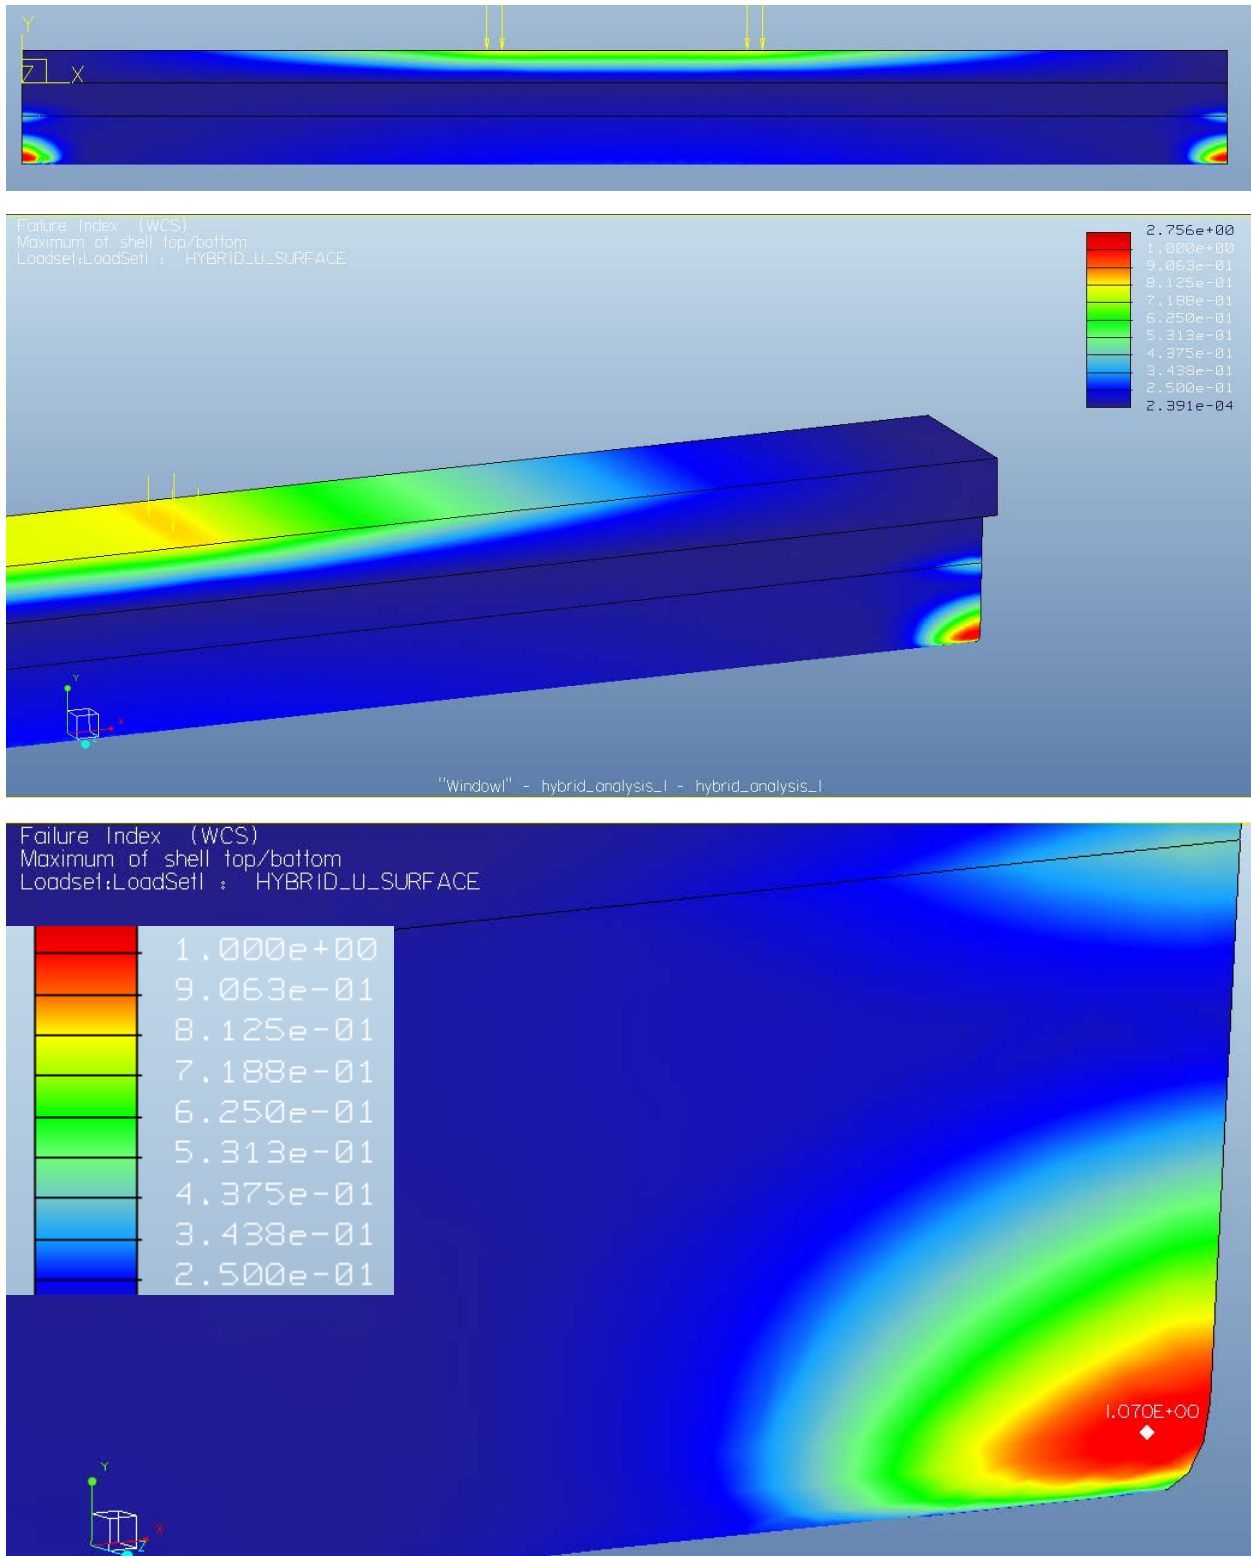 Y
Z X
Failure Index (WCS)
Maximum of shell top/bottom
Loadset:LoadSet1 : HYBRID_U_SURFACE
2.756e+00
1.000e+00
9.063e-01
8.125e-01
7.188e-01
6.250e-01
5.313e-01
4.375e-01
3.438e-01
2.500e-01
2.391e-04
Y
X
Z
"Window1" - hybrid_analysis_1 - hybrid_analysis_1
Failure Index (WCS)
Maximum of shell top/bottom
Loadset:LoadSet1 : HYBRID_U_SURFACE
1.000e+00
9.063e-01
8.125e-01
7.188e-01
6.250e-01
5.313e-01
4.375e-01
3.438e-01
2.500e-01
1.070E+00
Y
X
Z